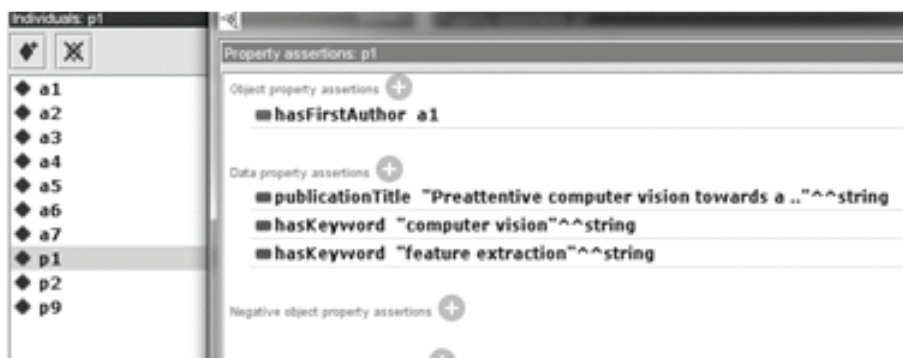 Individuals: p1
a1
a2
a3
a4
a5
a6
a7
p1
p2
p9
Property assertions: p1
Object property assertions
hasFirstAuthor a1
Data property assertions
publicationTitle "Preattentive computer vision towards a .."^^string
hasKeyword "computer vision"^^string
hasKeyword "feature extraction"^^string
Negative object property assertions